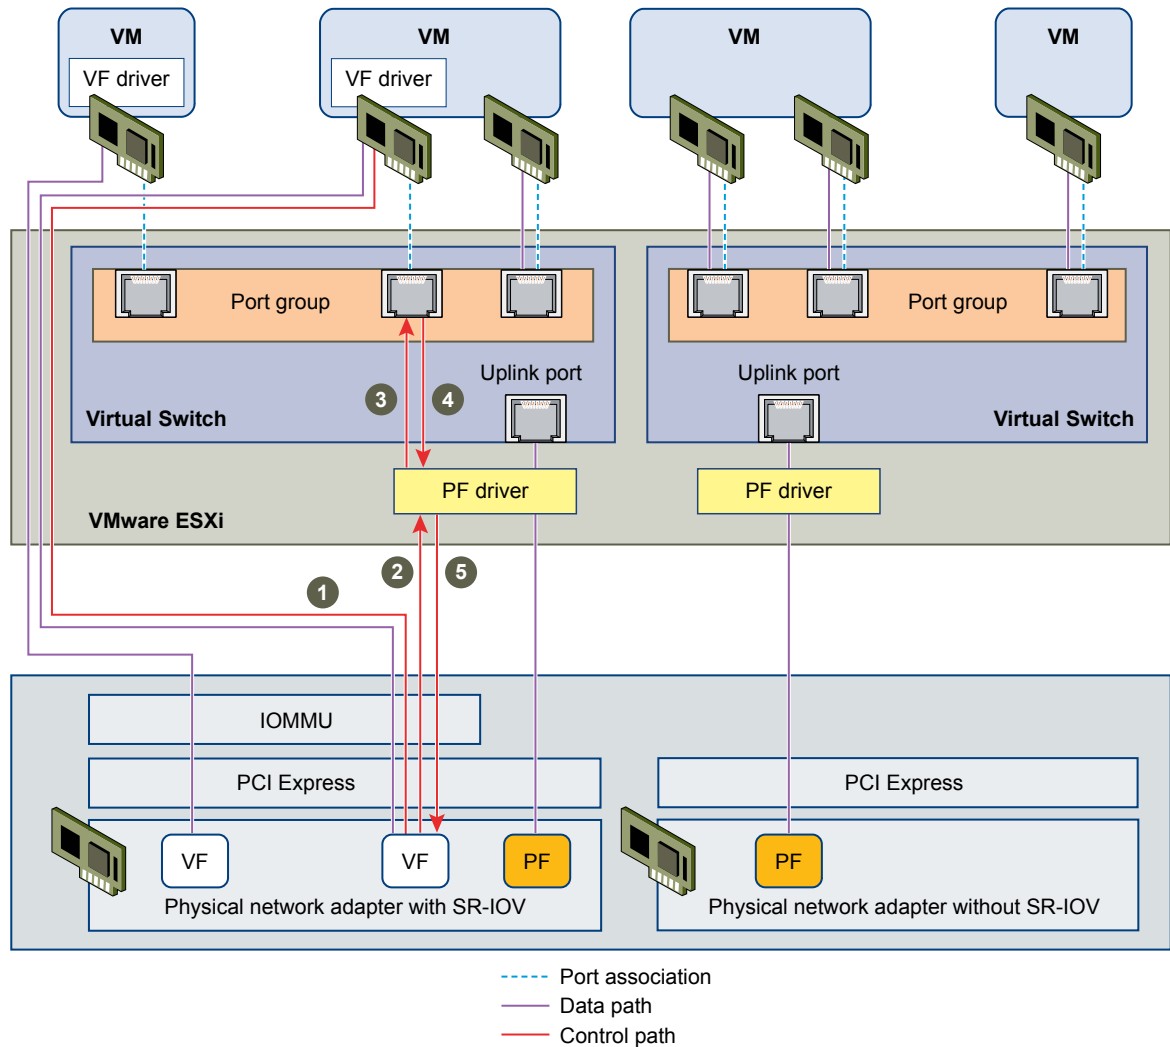 VM
VM
VM
VM
VF driver
VF driver
Port group
Port group
Uplink port
Uplink port
3
4
Virtual Switch
Virtual Switch
PF driver
PF driver
VMware ESXi
2
5
1
IOMMU
PCI Express
PCI Express
VF
VF
PF
PF
Physical network adapter with SR-IOV
Physical network adapter without SR-IOV
Port association
Data path
Control path